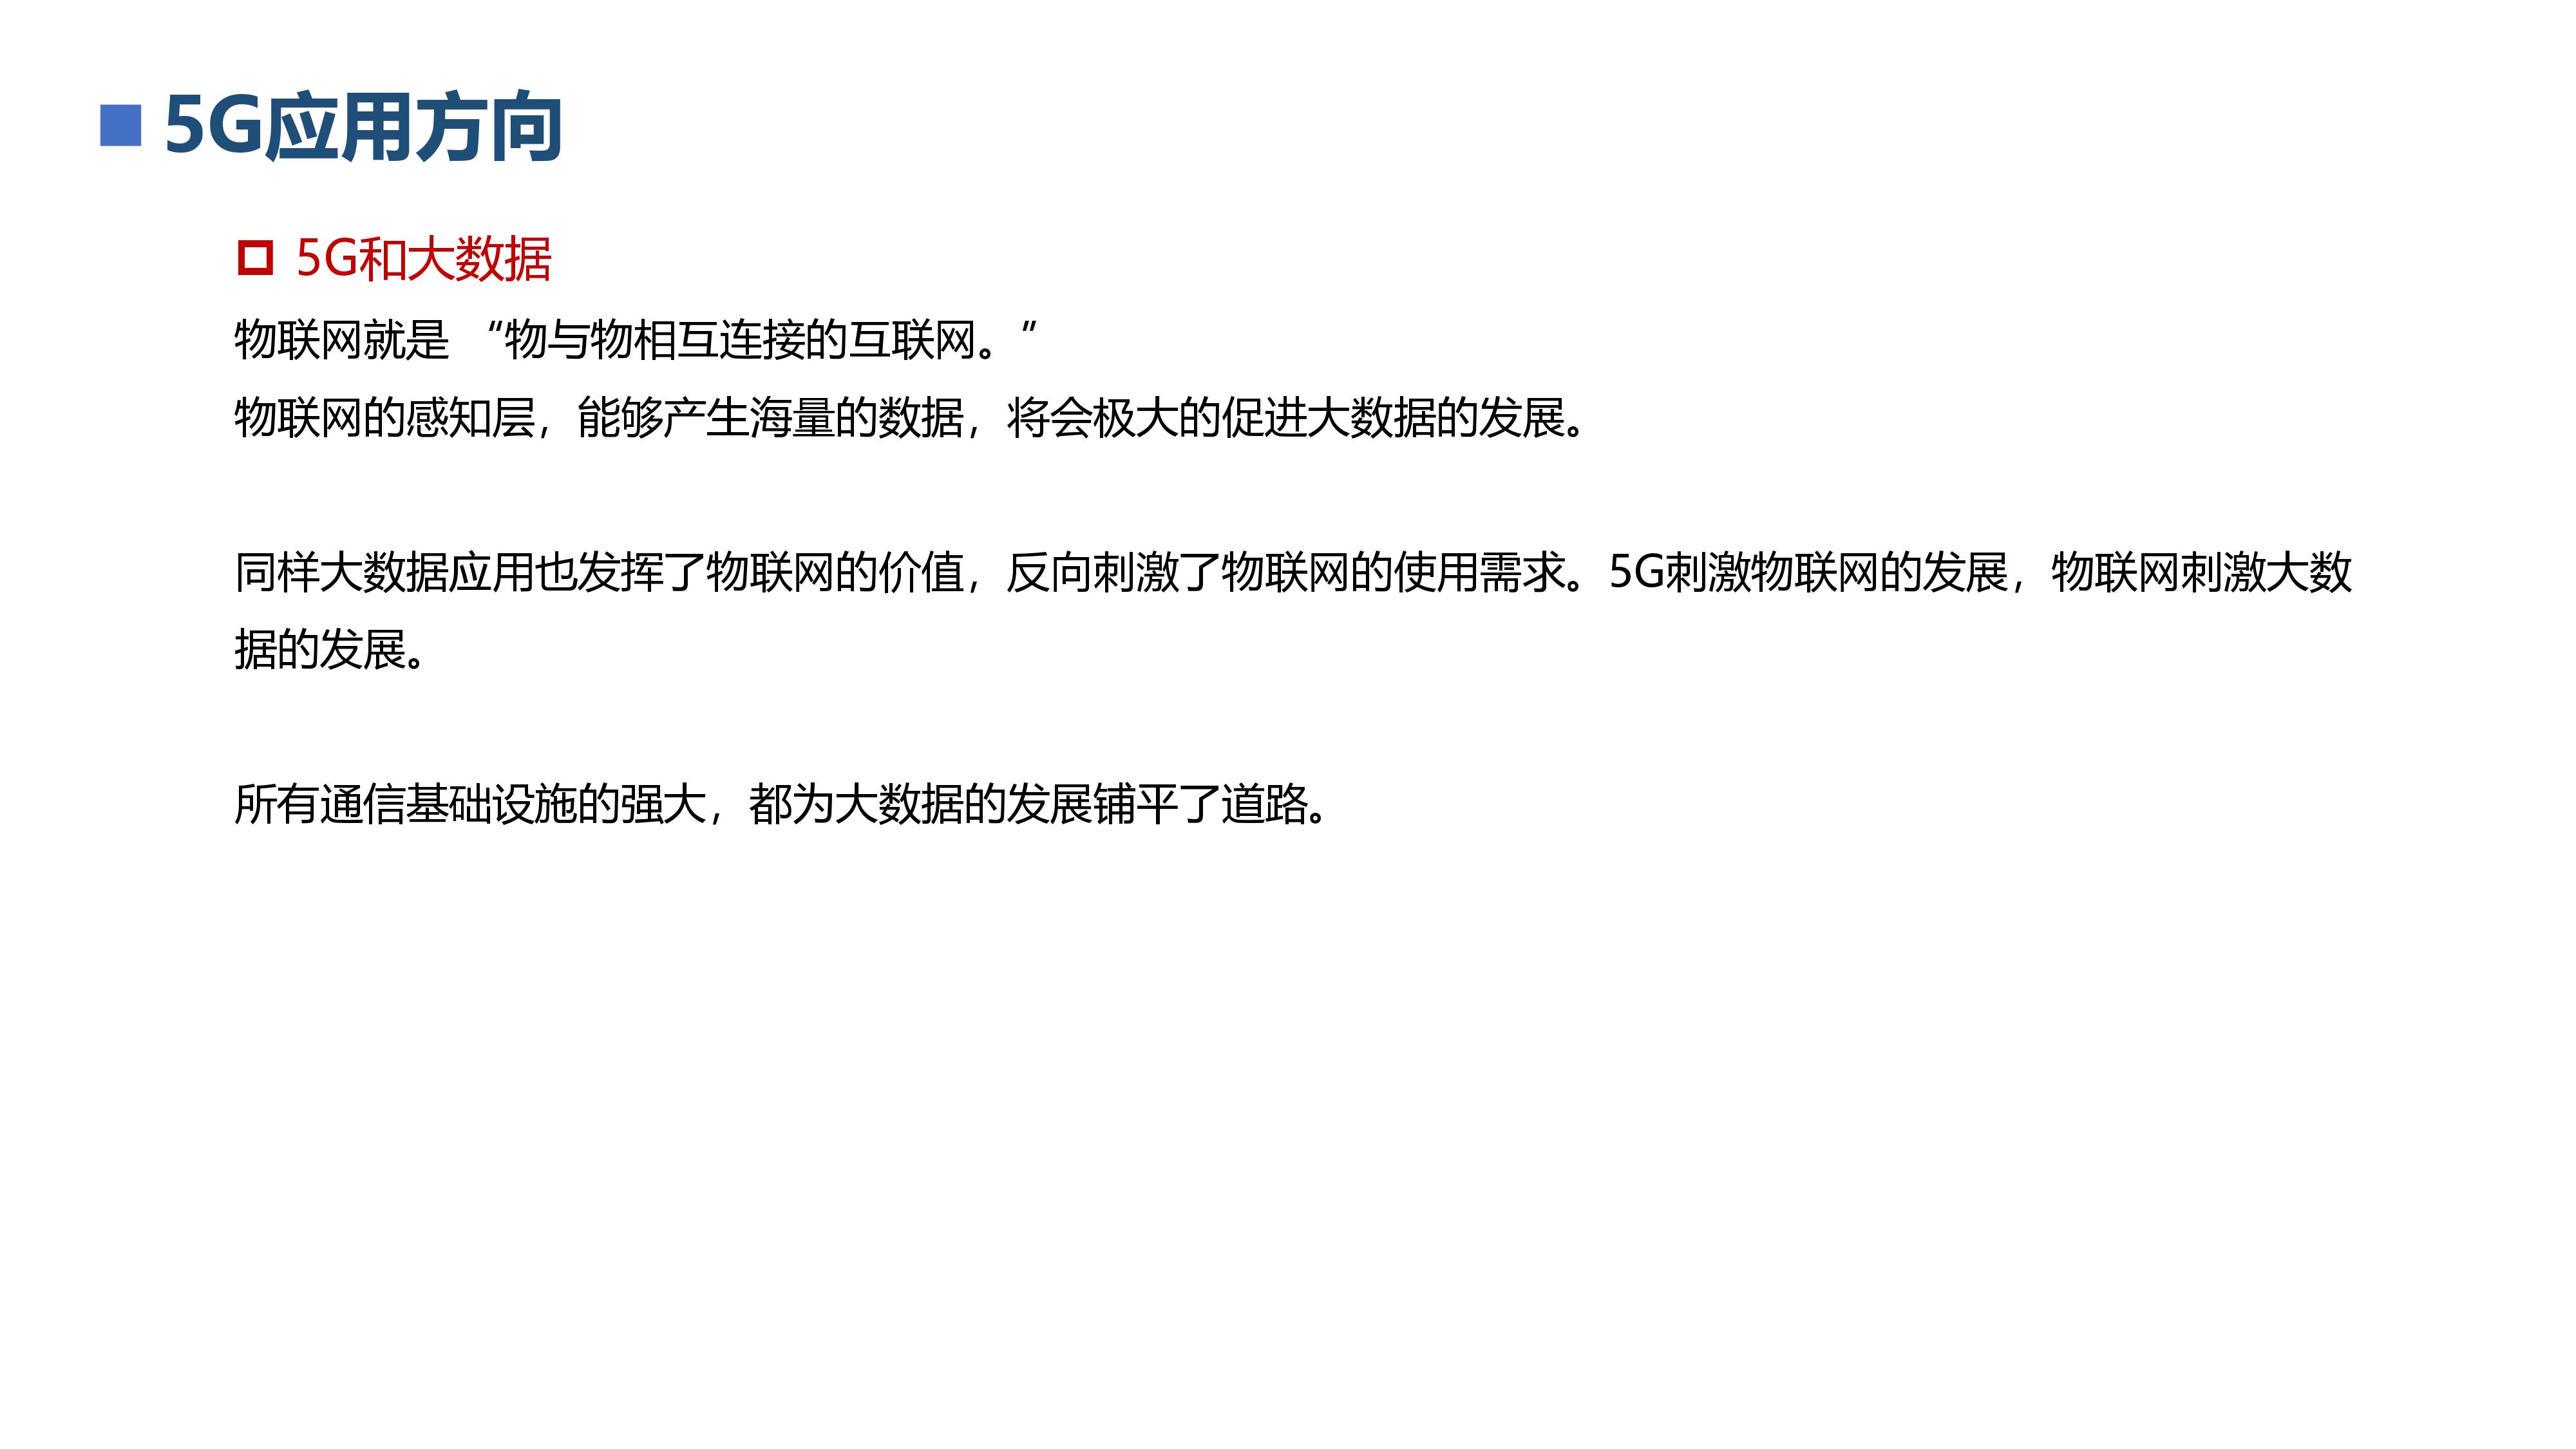 5G应用方向
5G和大数据
物联网就是 “物与物相互连接的互联网。”
物联网的感知层，能够产生海量的数据，将会极大的促进大数据的发展。
同样大数据应用也发挥了物联网的价值，反向刺激了物联网的使用需求。5G刺激物联网的发展，物联网刺激大数
据的发展。
所有通信基础设施的强大，都为大数据的发展铺平了道路。